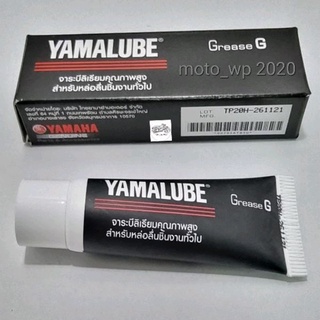 YAMALUBE
Grease G
moto_wp 2020
จาระบีลิเธียมคุณภาพสูง
สำหรับหล่อลื่นชิ้นงานทั่วไป
YAMAHA
LOT
MFG
TP20H-261121
YAMALUBE
Grease G
จาระบีลิเธียมคุณภาพสูง
สำหรับหล่อลื่นชิ้นงานทั่วไป